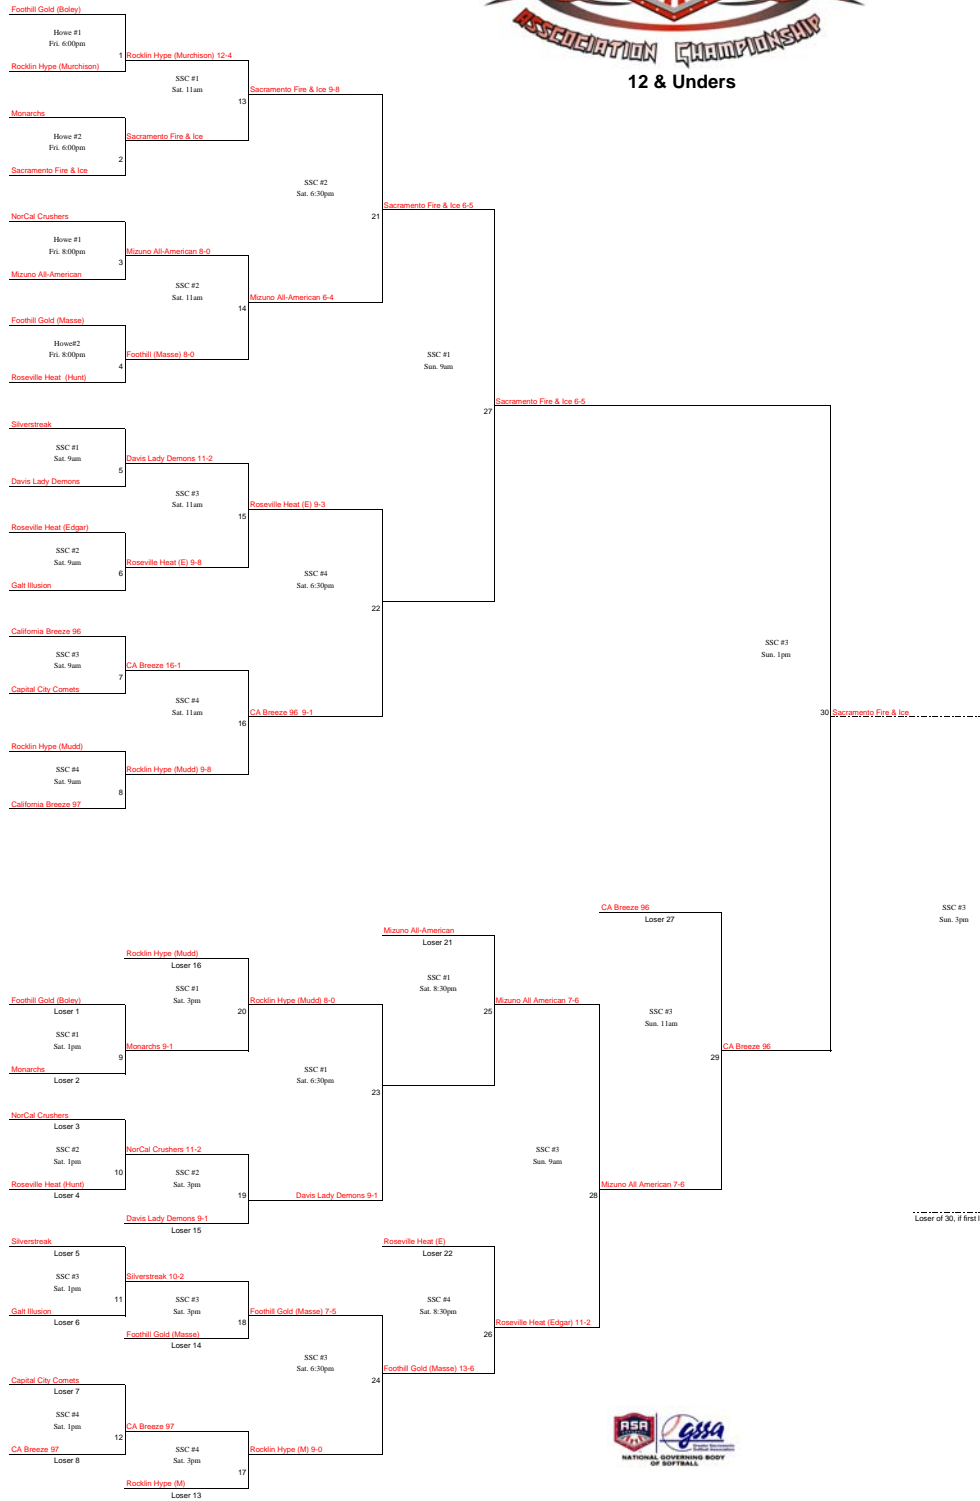 ASSOCIATION CHAMPIONSHIP
12 & Unders
Foothill Gold (Boley)
Howe #1
Fri. 6:00pm
1
Rocklin Hype (Murchison) 12-4
Rocklin Hype (Murchison)
SSC #1
Sat. 11am
13
Sacramento Fire & Ice 9-8
Monarchs
Howe #2
Fri. 6:00pm
2
Sacramento Fire & Ice
Sacramento Fire & Ice
SSC #2
Sat. 6:30pm
21
Sacramento Fire & Ice 6-5
NorCal Crushers
Howe #1
Fri. 8:00pm
3
Mizuno All-American 8-0
Mizuno All-American
SSC #2
Sat. 11am
14
Mizuno All-American 6-4
Foothill Gold (Masse)
Howe#2
Fri. 8:00pm
4
Foothill (Masse) 8-0
Roseville Heat (Hunt)
SSC #1
Sun. 9am
27
Sacramento Fire & Ice 6-5
Silverstreak
SSC #1
Sat. 9am
5
Davis Lady Demons 11-2
Davis Lady Demons
SSC #3
Sat. 11am
15
Roseville Heat (E) 9-3
Roseville Heat (Edgar)
SSC #2
Sat. 9am
6
Roseville Heat (E) 9-8
Galt Illusion
SSC #4
Sat. 6:30pm
22
California Breeze 96
SSC #3
Sat. 9am
7
CA Breeze 16-1
Capital City Comets
SSC #4
Sat. 11am
16
CA Breeze 96 9-1
Rocklin Hype (Mudd)
SSC #4
Sat. 9am
8
Rocklin Hype (Mudd) 9-8
California Breeze 97
SSC #3
Sun. 1pm
30
Sacramento Fire & Ice
CA Breeze 96
Loser 27
SSC #3
Sun. 3pm
Mizuno All-American
Loser 21
Rocklin Hype (Mudd)
Loser 16
SSC #1
Sat. 3pm
20
Rocklin Hype (Mudd) 8-0
SSC #1
Sat. 8:30pm
25
Mizuno All American 7-6
Foothill Gold (Boley)
Loser 1
SSC #1
Sat. 1pm
9
Monarchs 9-1
Monarchs
Loser 2
SSC #3
Sun. 11am
29
CA Breeze 96
SSC #1
Sat. 6:30pm
23
NorCal Crushers
Loser 3
SSC #2
Sat. 1pm
10
NorCal Crushers 11-2
Roseville Heat (Hunt)
Loser 4
SSC #2
Sat. 3pm
19
Davis Lady Demons 9-1
Davis Lady Demons 9-1
Loser 15
SSC #3
Sun. 9am
28
Mizuno All American 7-6
Loser of 30, if first l
Silverstreak
Loser 5
SSC #3
Sat. 1pm
11
Silverstreak 10-2
Galt Illusion
Loser 6
SSC #3
Sat. 3pm
18
Foothill Gold (Masse) 7-5
Foothill Gold (Masse)
Loser 14
Roseville Heat (E)
Loser 22
SSC #4
Sat. 8:30pm
26
Roseville Heat (Edgar) 11-2
SSC #3
Sat. 6:30pm
24
Foothill Gold (Masse) 13-6
Capital City Comets
Loser 7
SSC #4
Sat. 1pm
12
CA Breeze 97
CA Breeze 97
Loser 8
SSC #4
Sat. 3pm
17
Rocklin Hype (M) 9-0
Rocklin Hype (M)
Loser 13
ASA
gssa
NATIONAL GOVERNING BODY
OF SOFTBALL